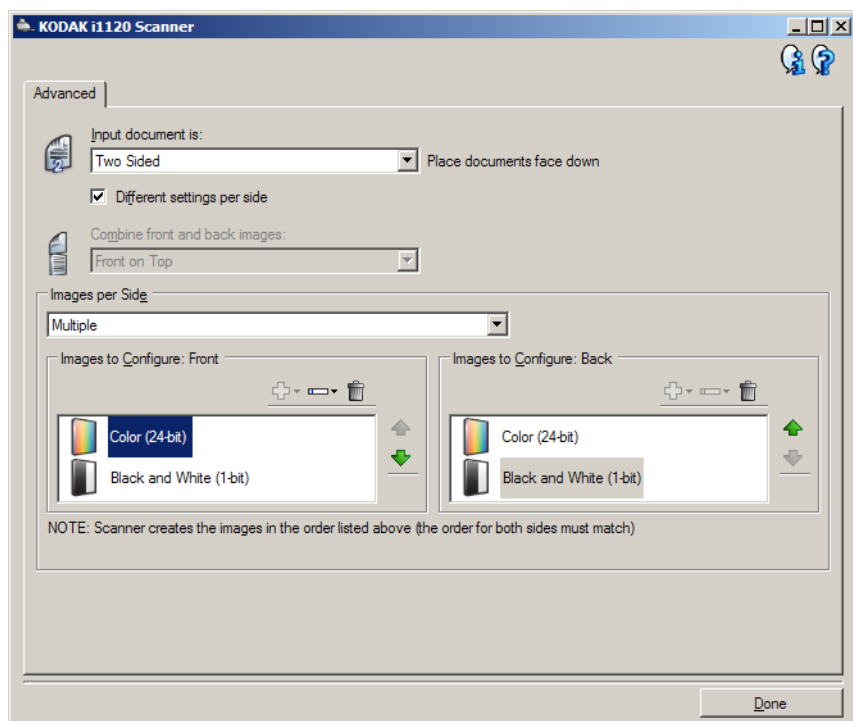 KODAK i1120 Scanner
Advanced
Input document is:
Two Sided
Place documents face down
Different settings per side
Combine front and back images:
Front on Top
Images per Side
Multiple
Images to Configure: Front
Images to Configure: Back
Color (24-bit)
Black and White (1-bit)
Color (24-bit)
Black and White (1-bit)
NOTE: Scanner creates the images in the order listed above (the order for both sides must match)
Done